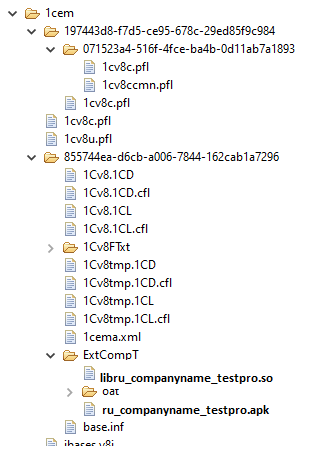 1cem
197443d8-f7d5-ce95-678c-29ed85f9c984
071523a4-516f-4fce-ba4b-0d11ab7a1893
1cv8c.pfl
1cv8ccmn.pfl
1cv8c.pfl
1cv8c.pfl
1cv8u.pfl
855744ea-d6cb-a006-7844-162cab1a7296
1Cv8.1CD
1Cv8.1CD.cfl
1Cv8.1CL
1Cv8.1CL.cfl
1Cv8FTxt
1Cv8tmp.1CD
1Cv8tmp.1CD.cfl
1Cv8tmp.1CL
1Cv8tmp.1CL.cfl
1cema.xml
ExtCompT
libru_companyname_testpro.so
oat
ru_companyname_testpro.apk
base.inf
ibases.v8i